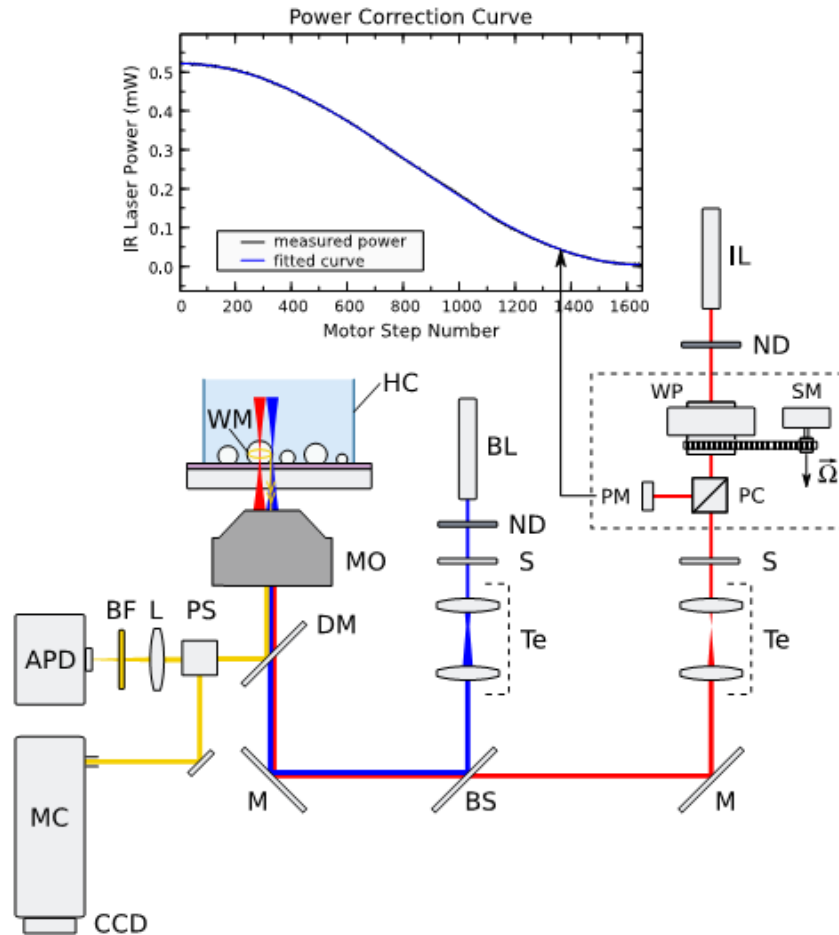 Power Correction Curve
IR Laser Power (mW)
0.5
0.4
0.3
0.2
0.1
0.0
measured power
fitted curve
0 200 400 600 800 1000 1200 1400 1600
Motor Step Number
IL
ND
HC
WM
WP SM
BL
Ω
PM PC
ND
MO
S S
BF L PS
DM
Te Te
APD
M BS M
MC
CCD